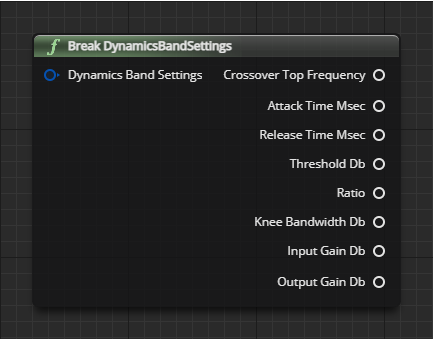 Break DynamicsBandSettings
Dynamics Band Settings Crossover Top Frequency
Attack Time Msec
Release Time Msec
Threshold Db
Ratio
Knee Bandwidth Db
Input Gain Db
Output Gain Db